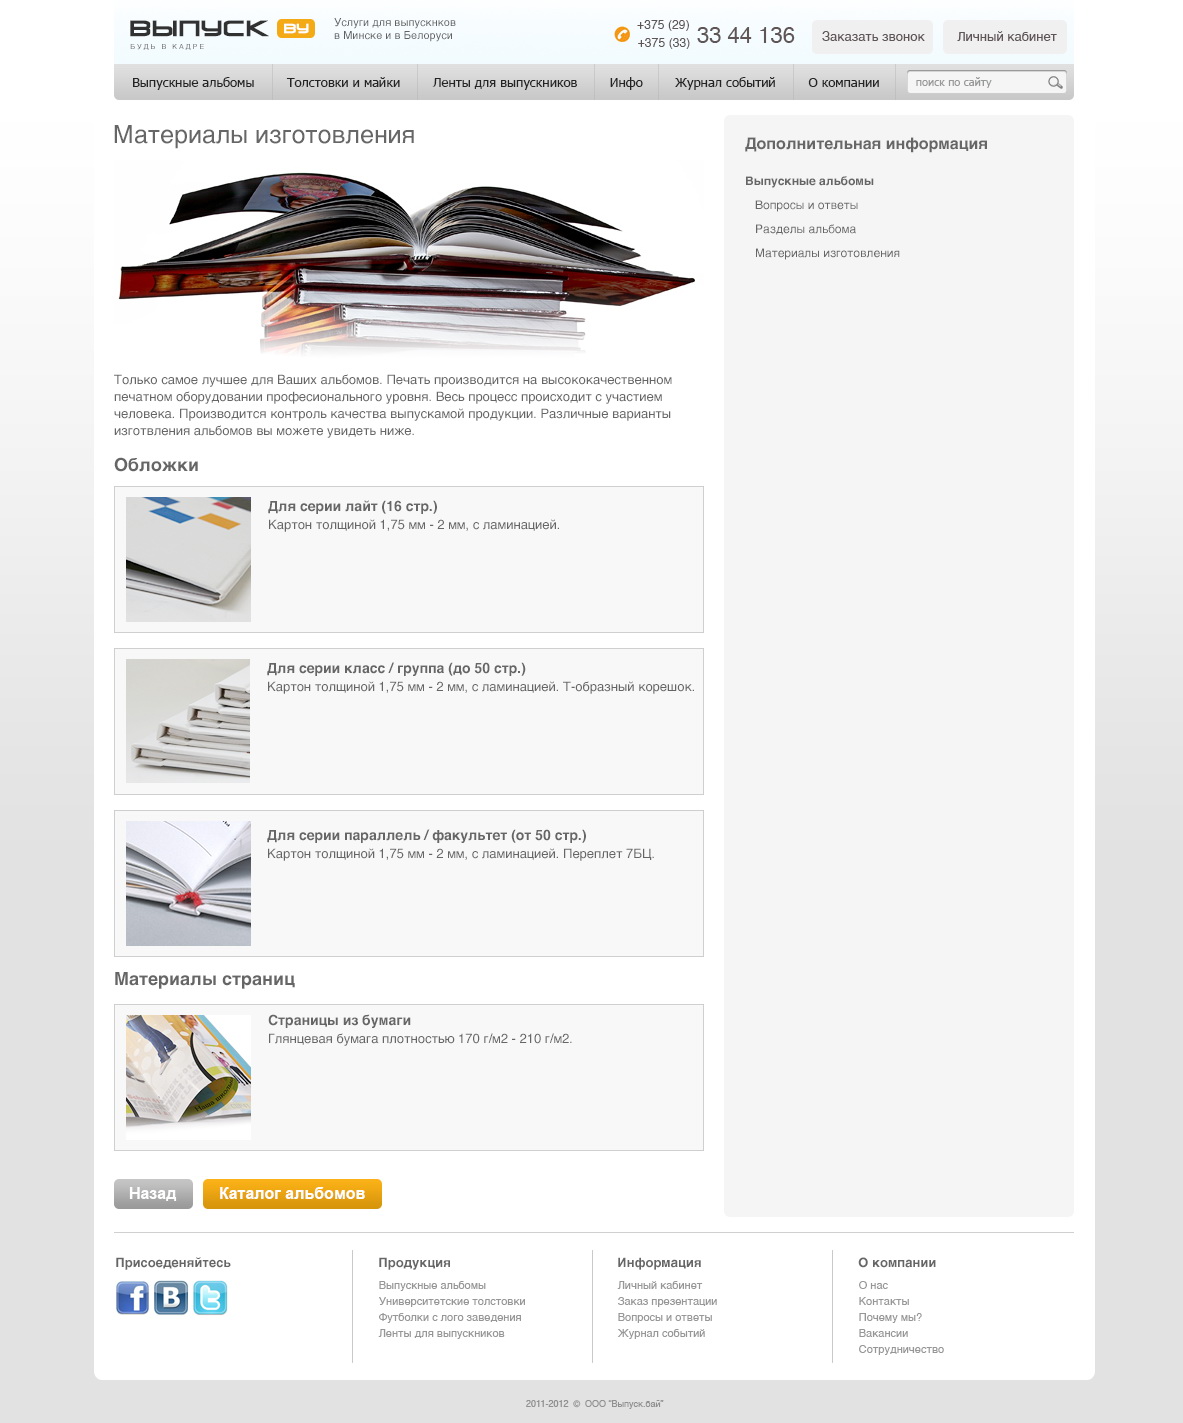 ВЫПУСК BY
БУДЬ В КАДРЕ
Услуги для выпускнков
в Минске и в Белоруси
+375 (29)
+375 (33)
33 44 136
Заказать звонок
Личный кабинет
Выпускные альбомы
Толстовки и майки
Ленты для выпускников
Инфо
Журнал событий
О компании
поиск по сайту
Материалы изготовления
Только самое лучшее для Ваших альбомов. Печать производится на высококачественном
печатном оборудовании професионального уровня. Весь процесс происходит с участием
человека. Производится контроль качества выпускамой продукции. Различные варианты
изготвления альбомов вы можете увидеть ниже.
Обложки
Для серии лайт (16 стр.)
Картон толщиной 1,75 мм - 2 мм, с ламинацией.
Для серии класс / группа (до 50 стр.)
Картон толщиной 1,75 мм - 2 мм, с ламинацией. Т-образный корешок.
Для серии параллель / факультет (от 50 стр.)
Картон толщиной 1,75 мм - 2 мм, с ламинацией. Переплет 7БЦ.
Материалы страниц
Страницы из бумаги
Глянцевая бумага плотностью 170 г/м2 - 210 г/м2.
Назад
Каталог альбомов
Дополнительная информация
Выпускные альбомы
Вопросы и ответы
Разделы альбома
Материалы изготовления
Присоеденяйтесь
Продукция
Выпускные альбомы
Университетские толстовки
Футболки с лого заведения
Ленты для выпускников
Информация
Личный кабинет
Заказ презентации
Вопросы и ответы
Журнал событий
О компании
О нас
Контакты
Почему мы?
Вакансии
Сотрудничество
2011-2012 © ООО "Выпуск.бай"